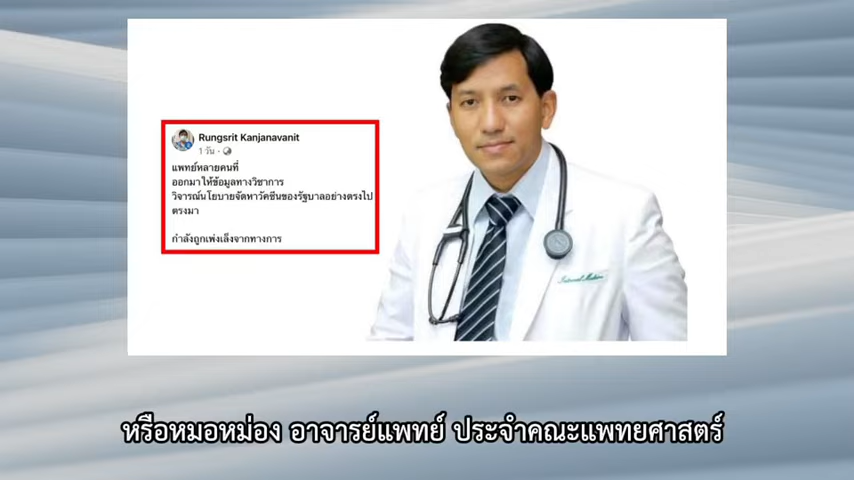 Rungsrit Kanjanavanit
1 วัน ·
แพทย์หลายคนที่
ออกมาให้ข้อมูลทางวิชาการ
วิจารณ์นโยบายจัดหาวัคซีนของรัฐบาลอย่างตรงไป
ตรงมา
กำลังถูกเพ่งเล็งจากทางการ
Internal Medicine
หรือหมอหม่อง อาจารย์แพทย์ ประจำคณะแพทยศาสตร์